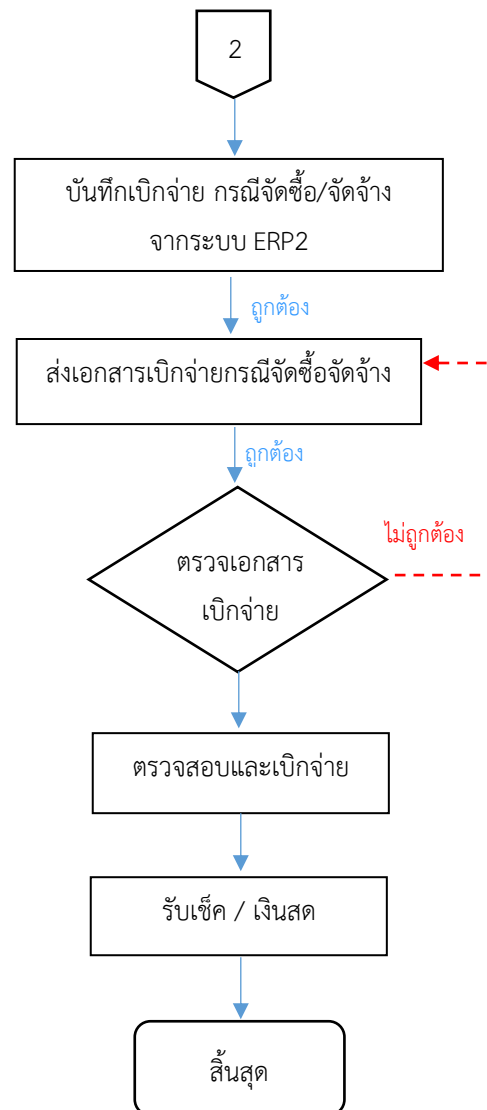 2
บันทึกเบิกจ่าย กรณีจัดซื้อ/จัดจ้าง
จากระบบ ERP2
ถูกต้อง
ส่งเอกสารเบิกจ่ายกรณีจัดซื้อจัดจ้าง
ถูกต้อง
ไม่ถูกต้อง
ตรวจเอกสาร
เบิกจ่าย
ตรวจสอบและเบิกจ่าย
รับเช็ค / เงินสด
สิ้นสุด